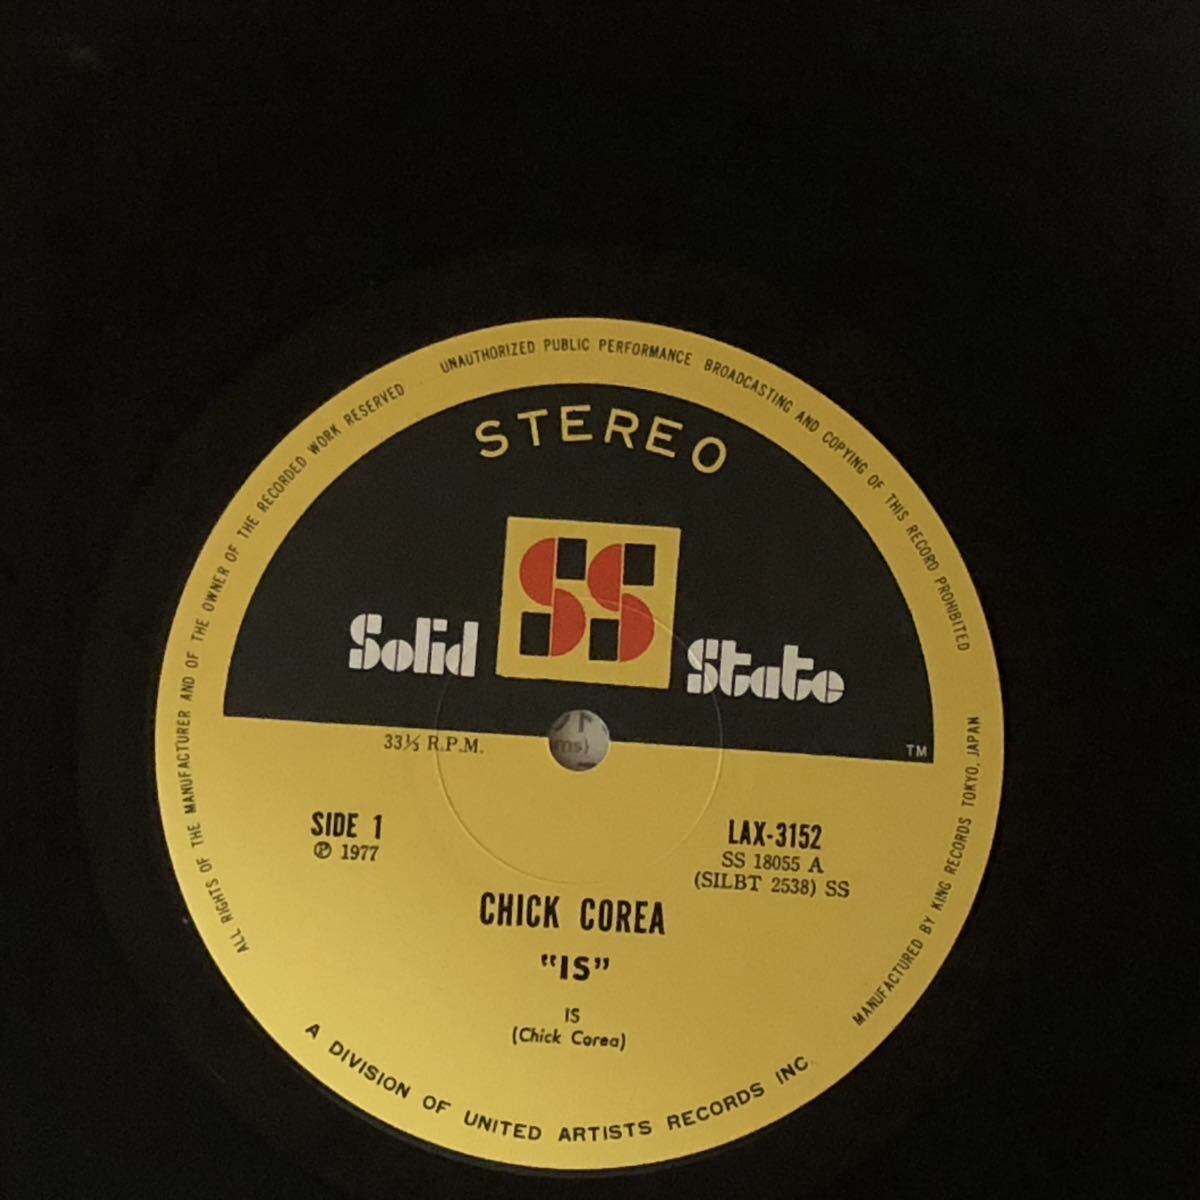 ALL RIGHTS OF THE MANUFACTURER AND OF THE OWNER OF THE RECORDED WORK RESERVED
UNAUTHORIZED PUBLIC PERFORMANCE BROADCASTING AND COPYING OF THIS RECORD PROHIBITED
STEREO
SS
Solid State
TM
33⅓ R.P.M.
SIDE 1
℗ 1977
LAX-3152
SS 18055 A
(SILBT 2538) SS
CHICK COREA
"IS"
IS
(Chick Corea)
MANUFACTURED BY KING RECORDS TOKYO, JAPAN
A DIVISION OF UNITED ARTISTS RECORDS INC.